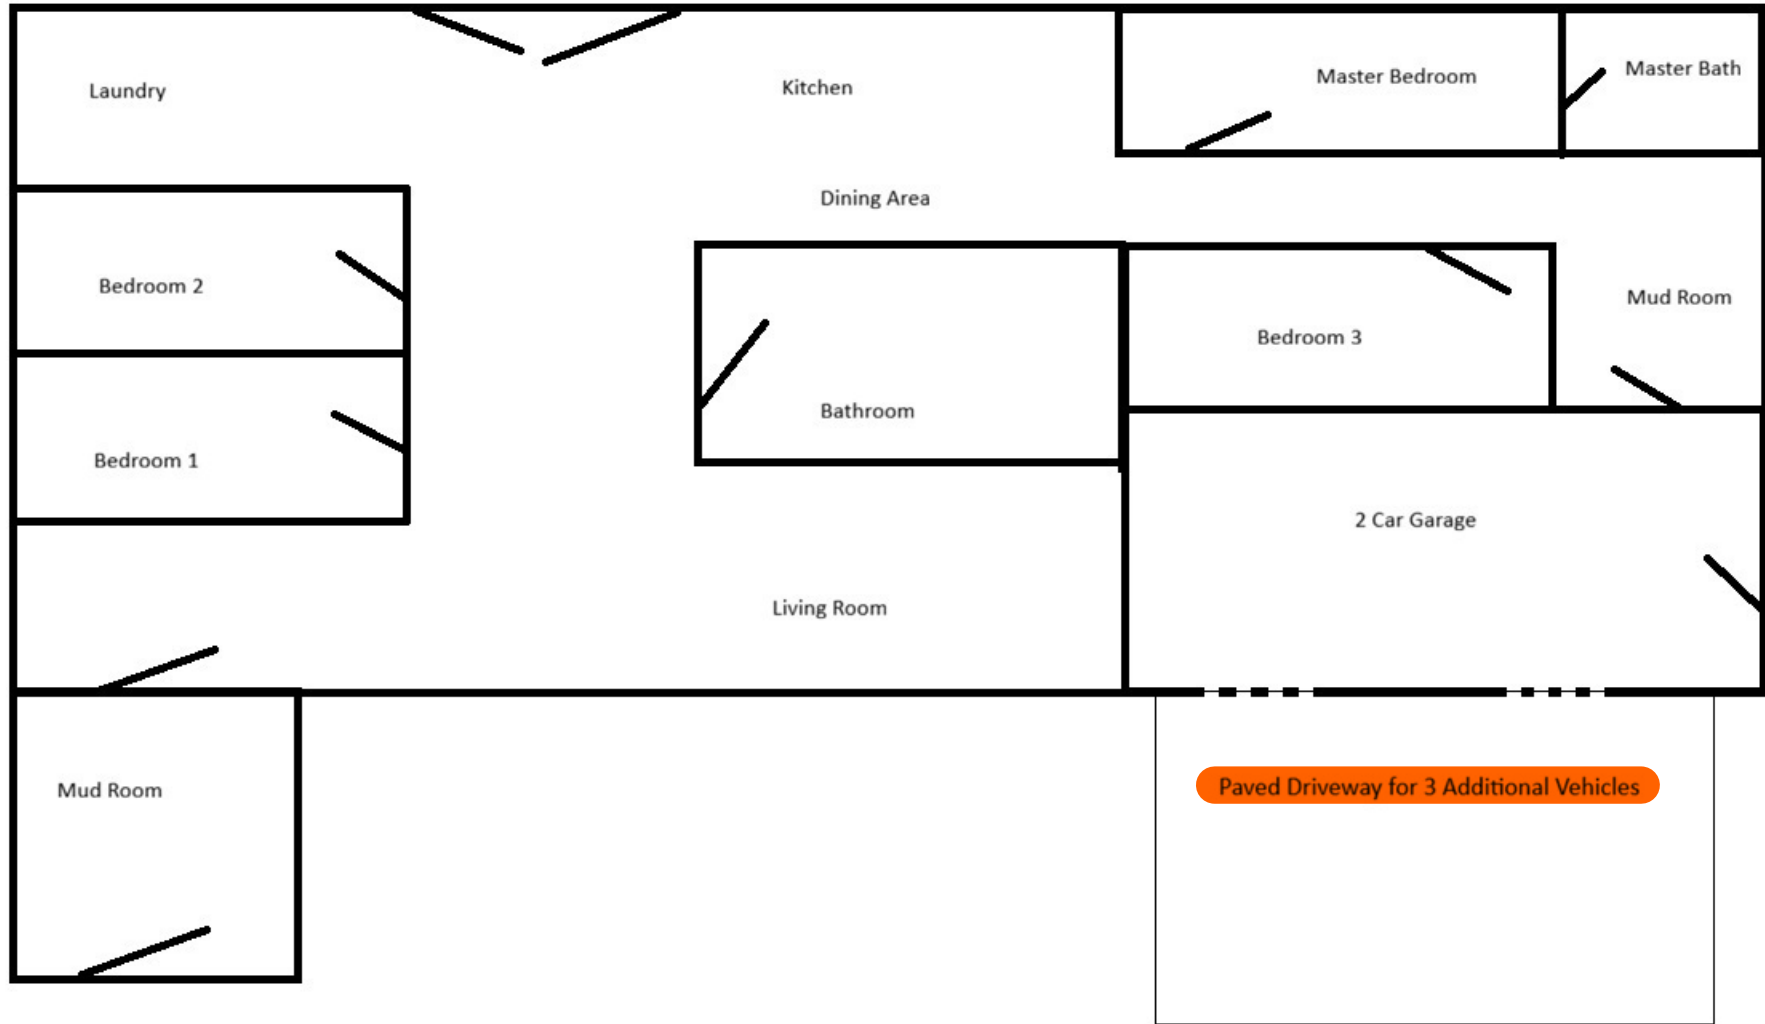 Laundry
Kitchen
Master Bedroom
Master Bath
Dining Area
Bedroom 2
Mud Room
Bedroom 3
Bathroom
Bedroom 1
2 Car Garage
Living Room
Mud Room
Paved Driveway for 3 Additional Vehicles